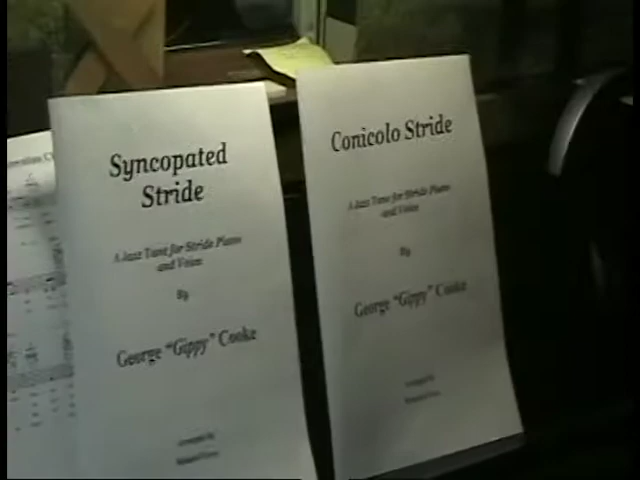 Syncopated
Stride
A Jazz Tune for Stride Piano
and Voice
By
George "Gippy" Cooke
Conicolo Stride
A Jazz Tune for Stride Piano
and Voice
By
George "Gippy" Cooke